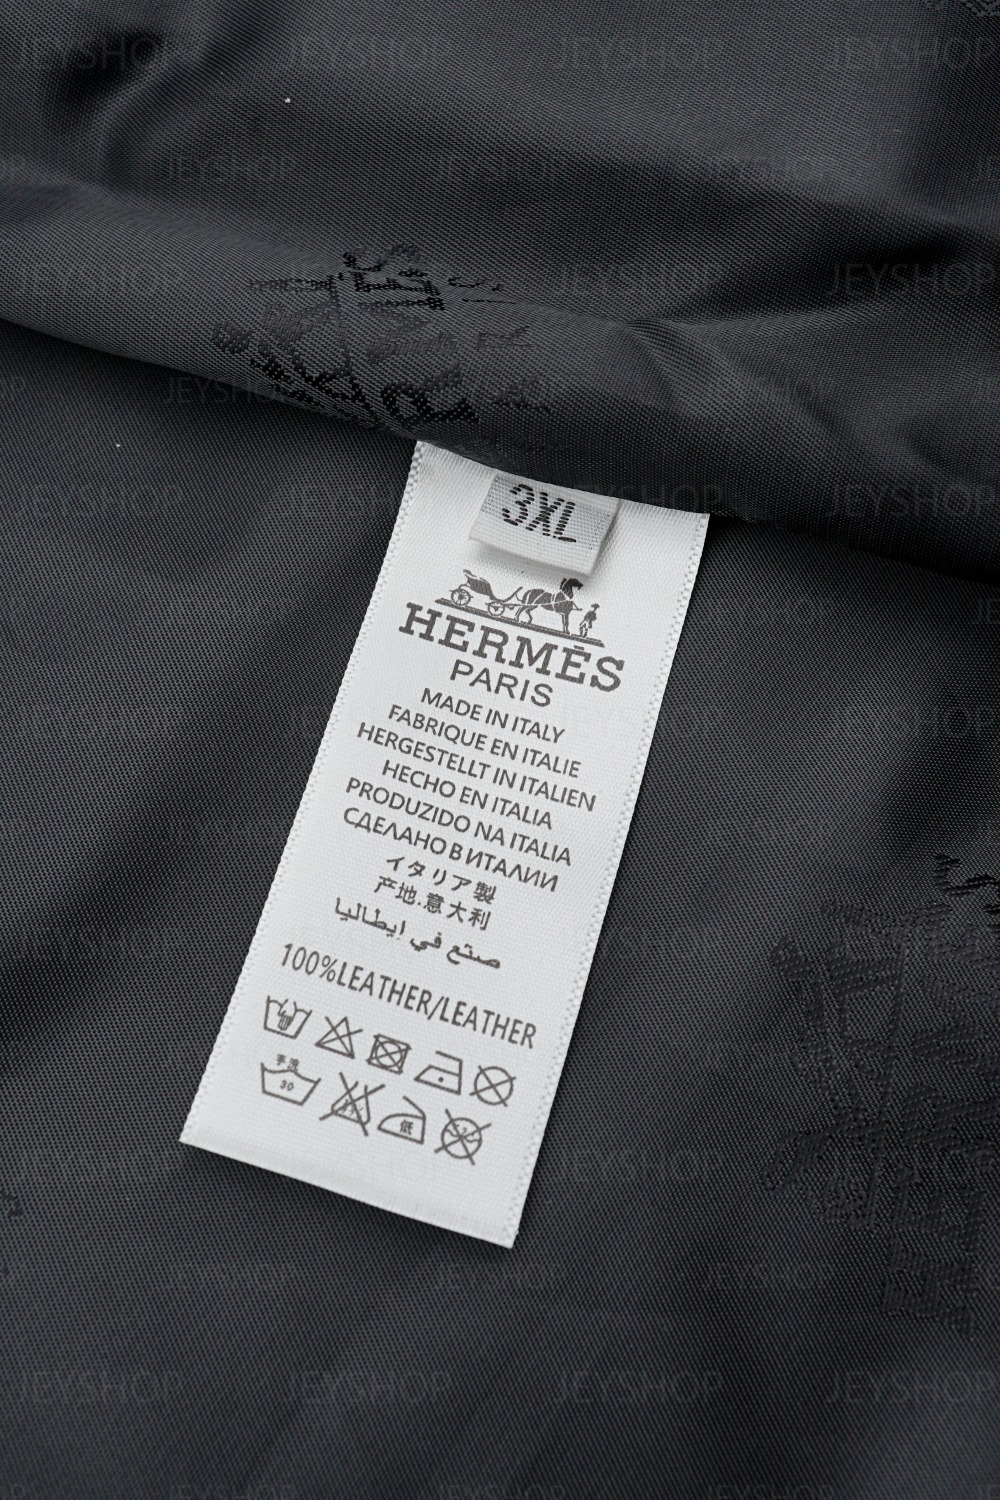 3XL
HERMÈS
PARIS
MADE IN ITALY
FABRIQUE EN ITALIE
HERGESTELLT IN ITALIEN
HECHO EN ITALIA
PRODUZIDO NA ITALIA
СДЕЛАНО В ИТАЛИИ
イタリア製
产地.意大利
صنع في إيطاليا
100%LEATHER/LEATHER
手洗
30
低
JEYSHOP